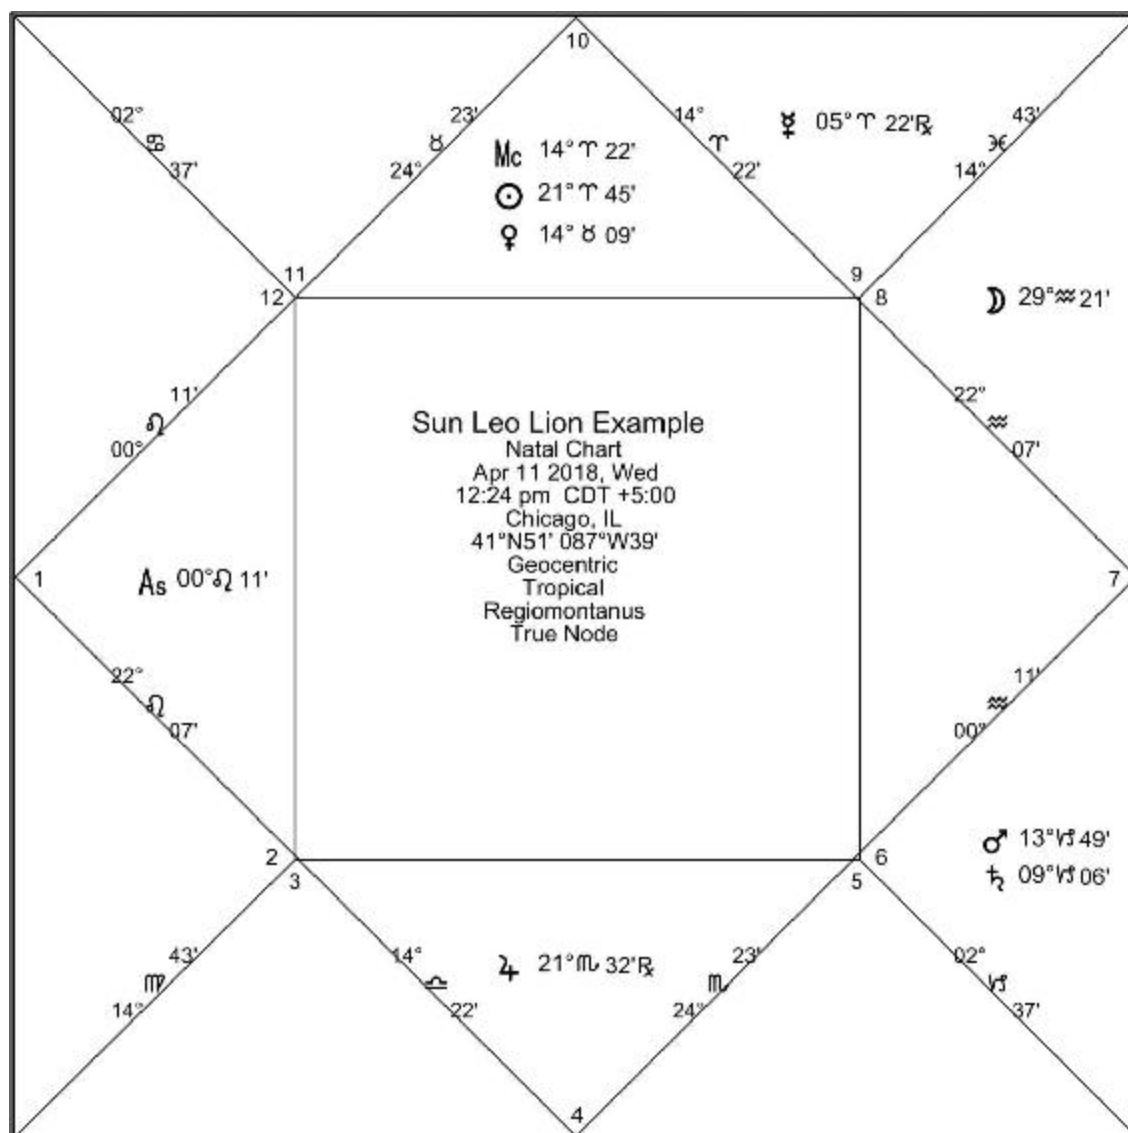 10
02° ♋ 37'
23' ♉ 24°
Mc 14° ♈ 22'
☉ 21° ♈ 45'
♀ 14° ♉ 09'
14° ♈ 22'
☿ 05° ♈ 22'℞
43' ♓ 14°
11
12
9
8
☽ 29° ♒ 21'
11' ♌ 00°
22° ♒ 07'
Sun Leo Lion Example
Natal Chart
Apr 11 2018, Wed
12:24 pm CDT +5:00
Chicago, IL
41°N51' 087°W39'
Geocentric
Tropical
Regiomontanus
True Node
1
As 00° ♌ 11'
7
22° ♌ 07'
11' ♒ 00°
♂ 13° ♑ 49'
♄ 09° ♑ 06'
2
3
6
5
43' ♍ 14°
14° ♎ 22'
♃ 21° ♏ 32'℞
23' ♏ 24°
02° ♑ 37'
4